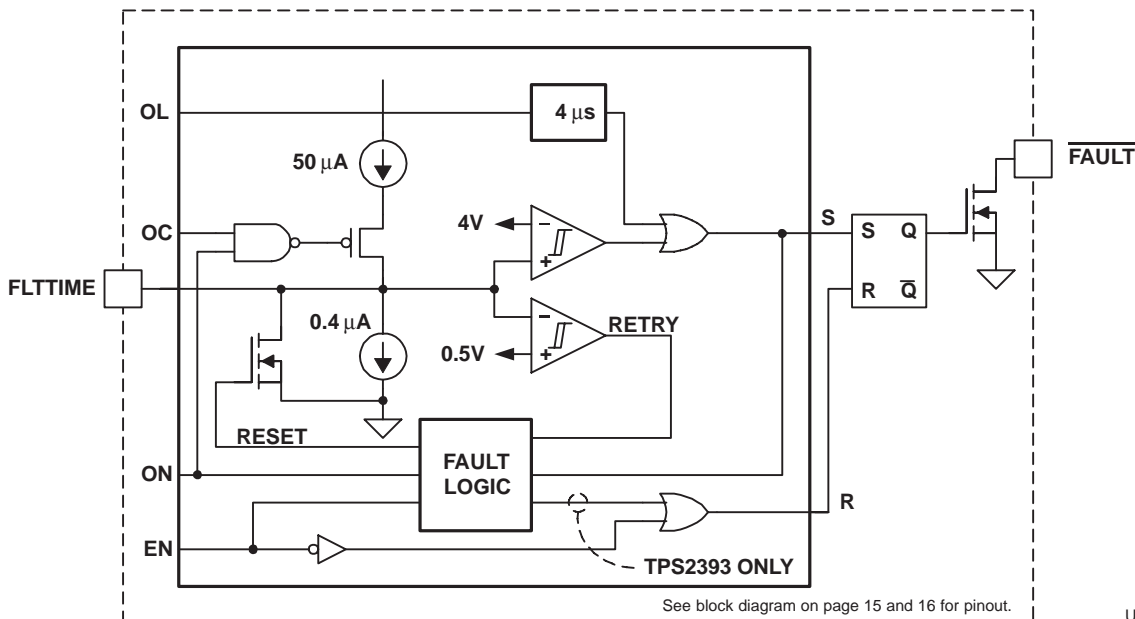 OL
4 μs
50 μA
FAULT
4V
–
+
S
OC
S Q
R Q
FLTTIME
0.4 μA
–
+
RETRY
0.5V
RESET
FAULT
LOGIC
ON
R
EN
TPS2393 ONLY
See block diagram on page 15 and 16 for pinout.
U